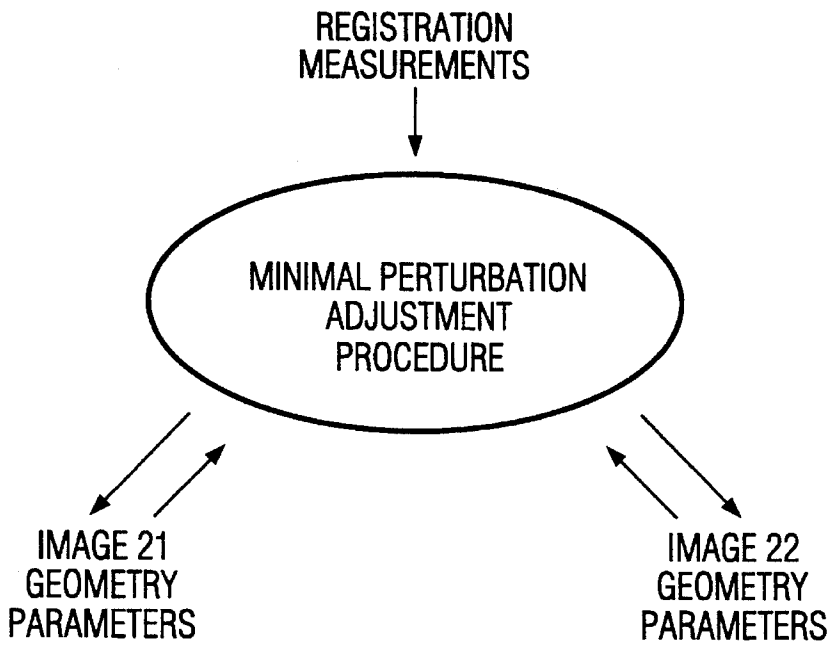 REGISTRATION
MEASUREMENTS
MINIMAL PERTURBATION
ADJUSTMENT
PROCEDURE
IMAGE 21
GEOMETRY
PARAMETERS
IMAGE 22
GEOMETRY
PARAMETERS